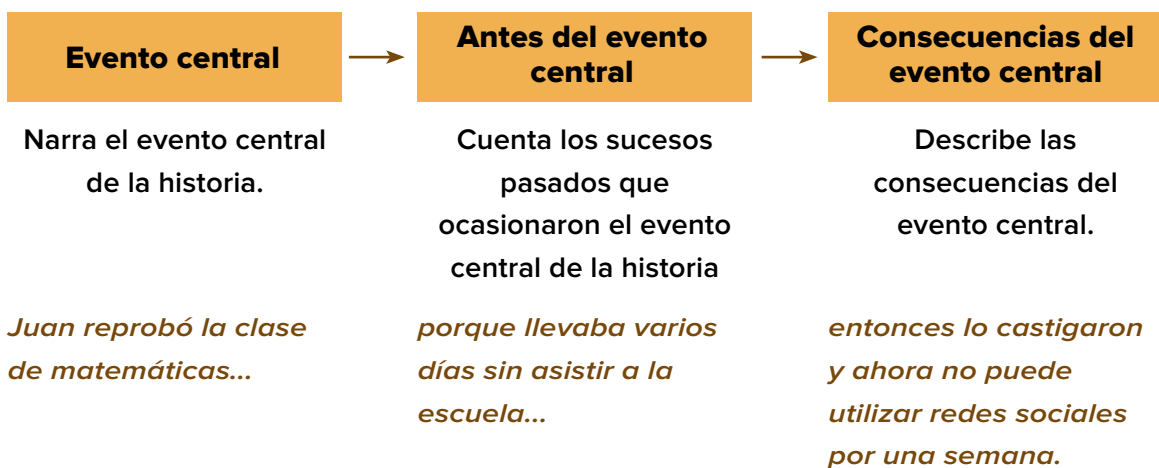 Evento central
Narra el evento central
de la historia.
Juan reprobó la clase
de matemáticas...
Antes del evento
central
Cuenta los sucesos
pasados que
ocasionaron el evento
central de la historia
porque llevaba varios
días sin asistir a la
escuela...
Consecuencias del
evento central
Describe las
consecuencias del
evento central.
entonces lo castigaron
y ahora no puede
utilizar redes sociales
por una semana.